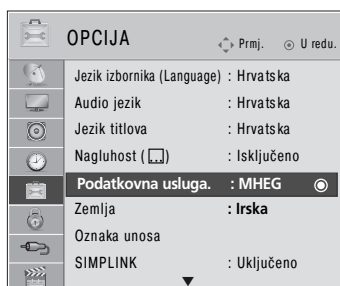 OPCIJA
Prmj. U redu.
Jezik izbornika (Language) : Hrvatska
Audio jezik : Hrvatska
Jezik titlova : Hrvatska
Nagluhost ( ) : Isključeno
Podatkovna usluga. : MHEG
Zemlja : Irska
Oznaka unosa
SIMPLINK : Uključeno